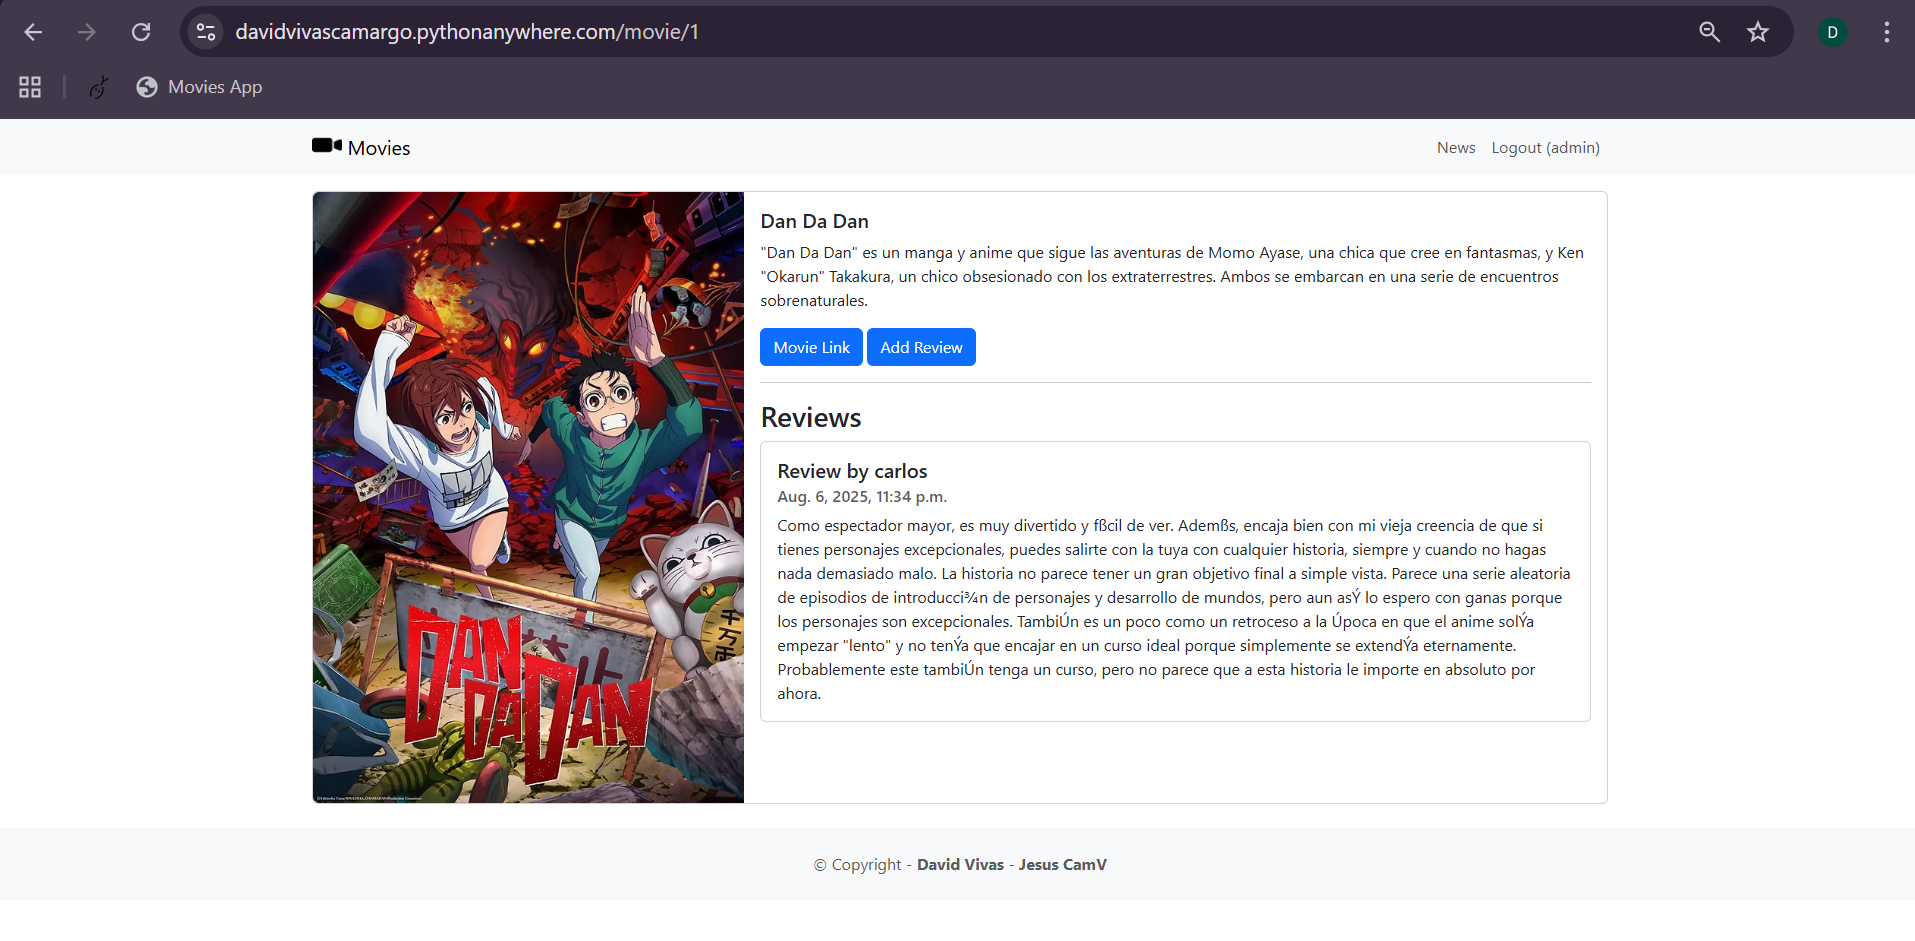 davidvivascamargo.pythonanywhere.com/movie/1
D
Movies App
Movies
News Logout (admin)
Dan Da Dan
"Dan Da Dan" es un manga y anime que sigue las aventuras de Momo Ayase, una chica que cree en fantasmas, y Ken
"Okarun" Takakura, un chico obsesionado con los extraterrestres. Ambos se embarcan en una serie de encuentros
sobrenaturales.
Movie Link Add Review
Reviews
Review by carlos
Aug. 6, 2025, 11:34 p.m.
Como espectador mayor, es muy divertido y fßcil de ver. Ademßs, encaja bien con mi vieja creencia de que si
tienes personajes excepcionales, puedes salirte con la tuya con cualquier historia, siempre y cuando no hagas
nada demasiado malo. La historia no parece tener un gran objetivo final a simple vista. Parece una serie aleatoria
de episodios de introducci¾n de personajes y desarrollo de mundos, pero aun asÝ lo espero con ganas porque
los personajes son excepcionales. TambiÚn es un poco como un retroceso a la Úpoca en que el anime solÝa
empezar "lento" y no tenÝa que encajar en un curso ideal porque simplemente se extendÝa eternamente.
Probablemente este tambiÚn tenga un curso, pero no parece que a esta historia le importe en absoluto por
ahora.
DAN
DA DAN
千万
© Copyright - David Vivas - Jesus CamV